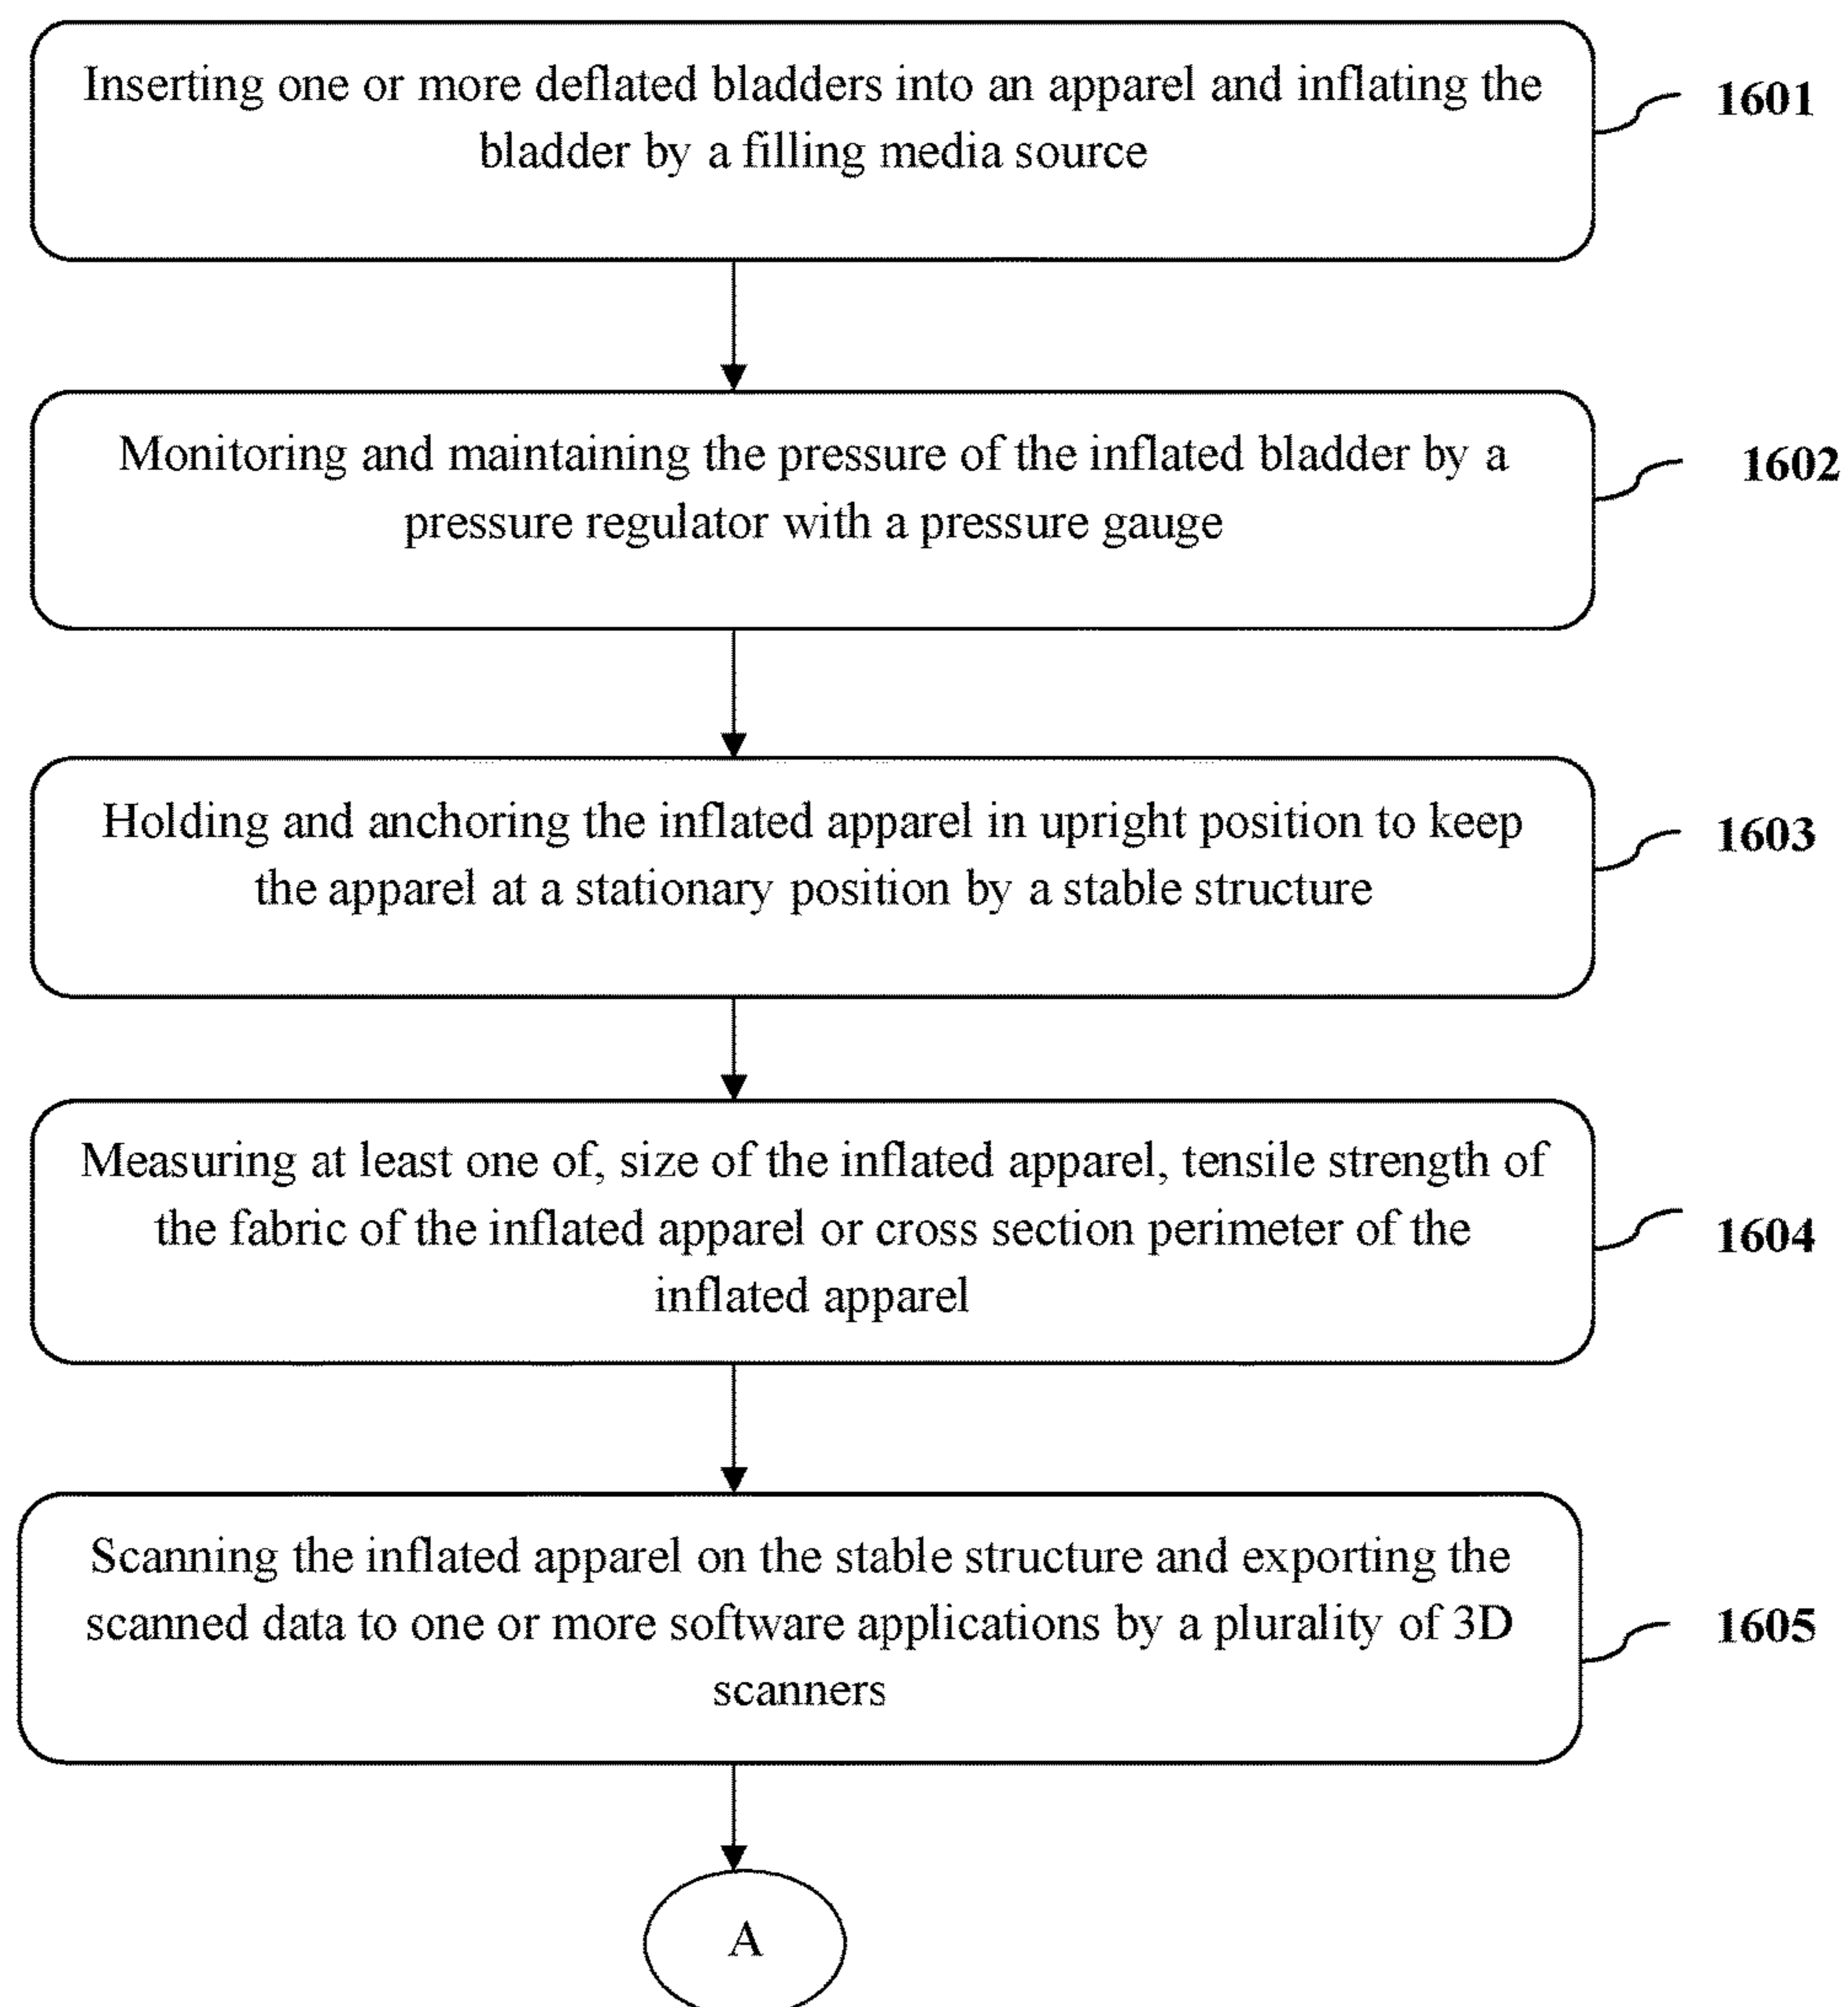 Inserting one or more deflated bladders into an apparel and inflating the
bladder by a filling media source
1601
Monitoring and maintaining the pressure of the inflated bladder by a
pressure regulator with a pressure gauge
1602
Holding and anchoring the inflated apparel in upright position to keep
the apparel at a stationary position by a stable structure
1603
Measuring at least one of, size of the inflated apparel, tensile strength of
the fabric of the inflated apparel or cross section perimeter of the
inflated apparel
1604
Scanning the inflated apparel on the stable structure and exporting the
scanned data to one or more software applications by a plurality of 3D
scanners
1605
A